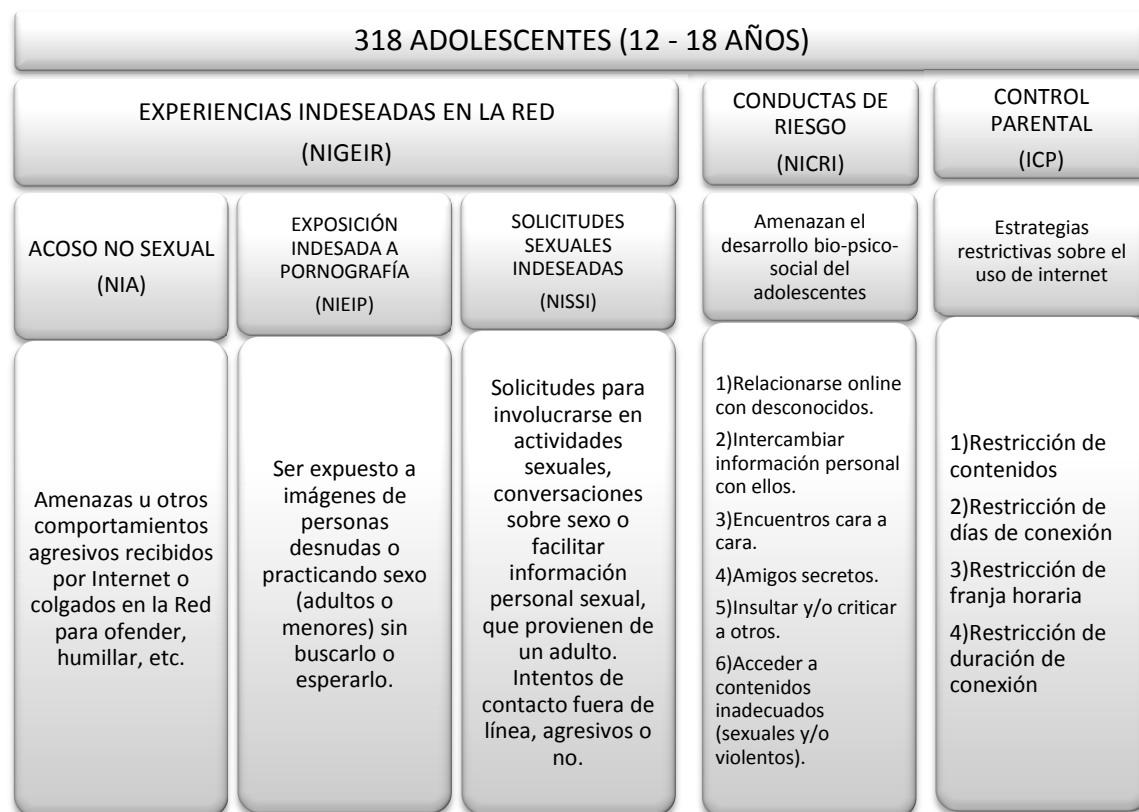 318 ADOLESCENTES (12 - 18 AÑOS)
EXPERIENCIAS INDESEADAS EN LA RED
(NIGEIR)
ACOSO NO SEXUAL
(NIA)
Amenazas u otros
comportamientos
agresivos recibidos
por Internet o
colgados en la Red
para ofender,
humillar, etc.
EXPOSICIÓN
INDESADA A
PORNOGRAFÍA
(NIEIP)
Ser expuesto a
imágenes de
personas
desnudas o
practicando sexo
(adultos o
menores) sin
buscarlo o
esperarlo.
SOLICITUDES
SEXUALES
INDESEADAS
(NISSI)
Solicitudes para
involucrarse en
actividades
sexuales,
conversaciones
sobre sexo o
facilitar
información
personal sexual,
que provienen de
un adulto.
Intentos de
contacto fuera de
línea, agresivos o
no.
CONDUCTAS DE
RIESGO
(NICRI)
Amenazan el
desarrollo bio-psico-
social del
adolescentes
1)Relacionarse online
con desconocidos.
2)Intercambiar
información personal
con ellos.
3)Encuentros cara a
cara.
4)Amigos secretos.
5)Insultar y/o criticar
a otros.
6)Acceder a
contenidos
inadecuados
(sexuales y/o
violentos).
CONTROL
PARENTAL
(ICP)
Estrategias
restrictivas sobre el
uso de internet
1)Restricción de
contenidos
2)Restricción de
días de conexión
3)Restricción de
franja horaria
4)Restricción de
duración de
conexión